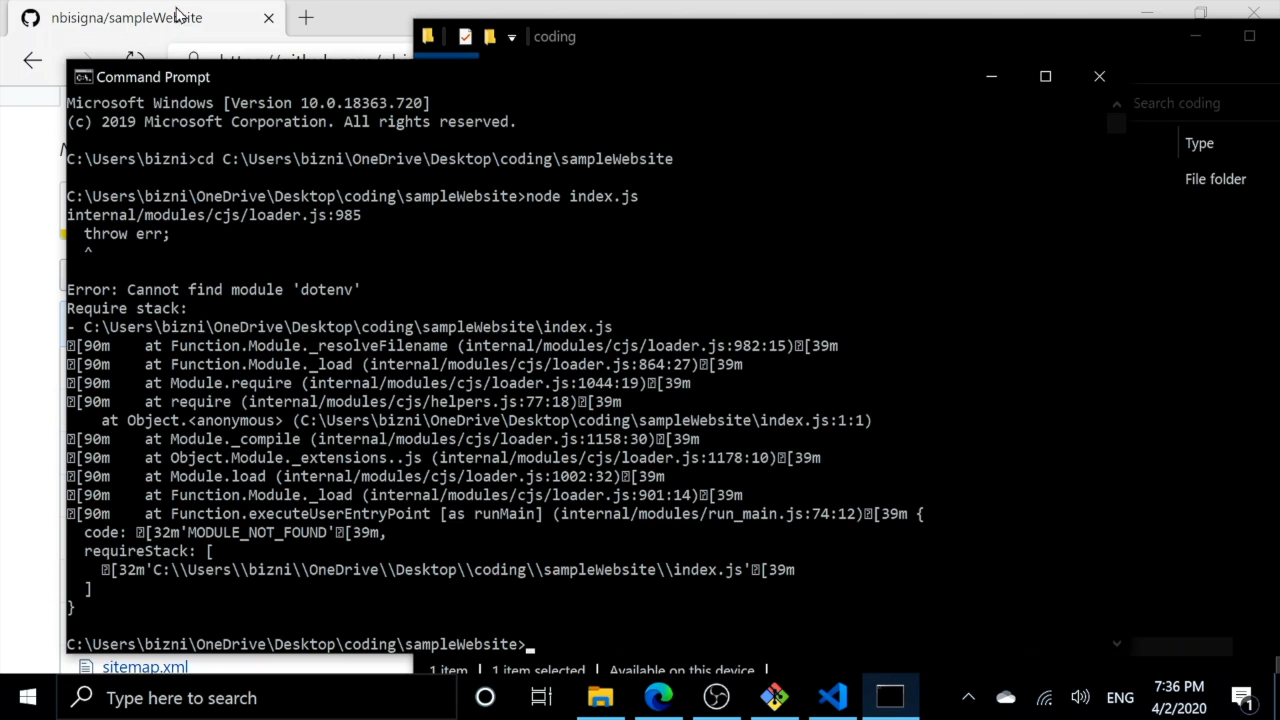 nbisigna/sampleWebsite
coding
Command Prompt
Search coding
Type
File folder
Microsoft Windows [Version 10.0.18363.720]
(c) 2019 Microsoft Corporation. All rights reserved.
C:\Users\bizni>cd C:\Users\bizni\OneDrive\Desktop\coding\sampleWebsite
C:\Users\bizni\OneDrive\Desktop\coding\sampleWebsite>node index.js
internal/modules/cjs/loader.js:985
throw err;
^
Error: Cannot find module 'dotenv'
Require stack:
- C:\Users\bizni\OneDrive\Desktop\coding\sampleWebsite\index.js
[90m    at Function.Module._resolveFilename (internal/modules/cjs/loader.js:982:15)[39m
[90m    at Function.Module._load (internal/modules/cjs/loader.js:864:27)[39m
[90m    at Module.require (internal/modules/cjs/loader.js:1044:19)[39m
[90m    at require (internal/modules/cjs/helpers.js:77:18)[39m
at Object.<anonymous> (C:\Users\bizni\OneDrive\Desktop\coding\sampleWebsite\index.js:1:1)
[90m    at Module._compile (internal/modules/cjs/loader.js:1158:30)[39m
[90m    at Object.Module._extensions..js (internal/modules/cjs/loader.js:1178:10)[39m
[90m    at Module.load (internal/modules/cjs/loader.js:1002:32)[39m
[90m    at Function.Module._load (internal/modules/cjs/loader.js:901:14)[39m
[90m    at Function.executeUserEntryPoint [as runMain] (internal/modules/run_main.js:74:12)[39m {
code: [32m'MODULE_NOT_FOUND'[39m,
requireStack: [
[32m'C:\\Users\\bizni\\OneDrive\\Desktop\\coding\\sampleWebsite\\index.js'[39m
]
}
C:\Users\bizni\OneDrive\Desktop\coding\sampleWebsite>
sitemap.xml
1 item | 1 item selected | Available on this device |
Type here to search
ENG
7:36 PM
4/2/2020
1